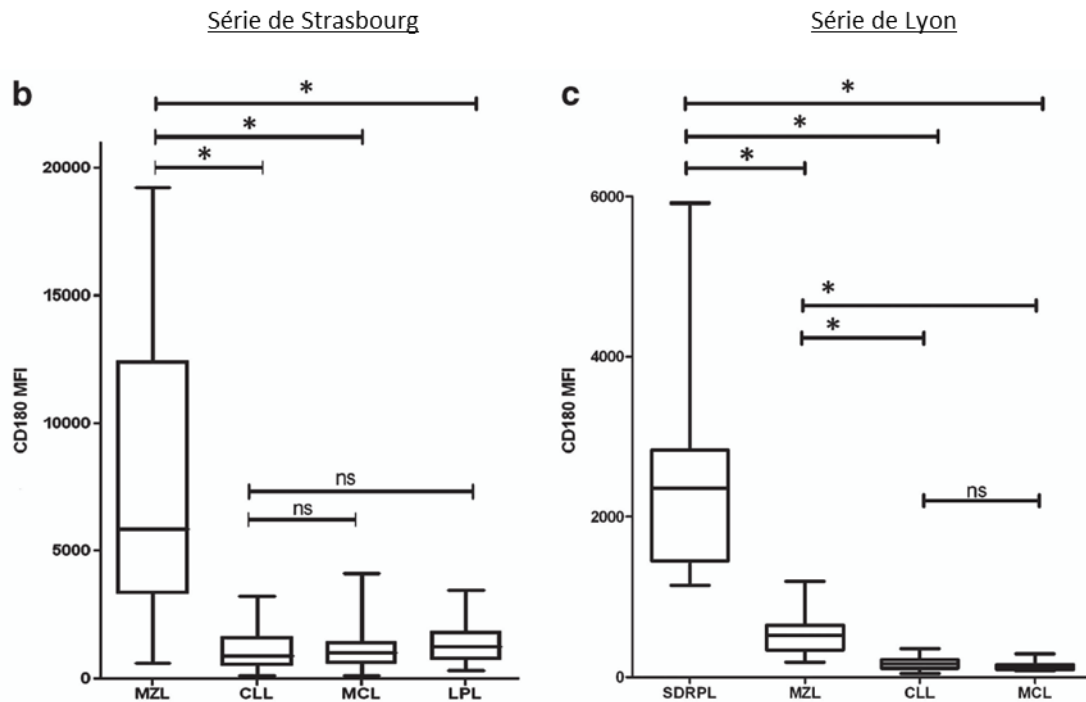 Série de Strasbourg
Série de Lyon
b
*
*
*
20000
15000
10000
5000
0
CD180 MFI
ns
ns
MZL CLL MCL LPL
c
*
*
*
6000
*
*
4000
2000
0
CD180 MFI
ns
SDRPL MZL CLL MCL